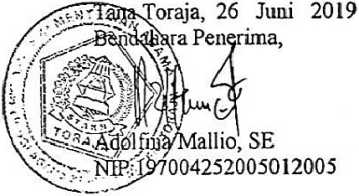 Tana Toraja, 26 Juni 2019
Bendahara Penerima,
Adolfina Mallio, SE
NIP. 197004252005012005